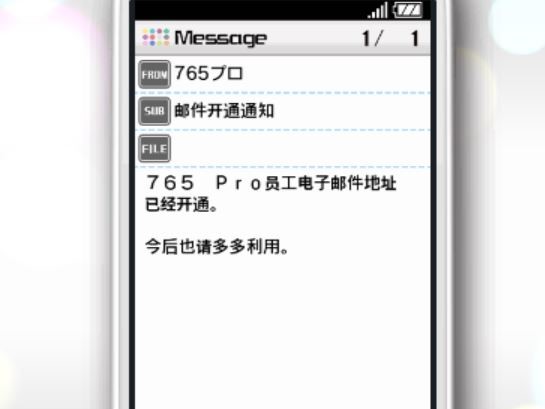 Message 1/ 1
FROM 765プロ
SUB 邮件开通通知
FILE
７６５　Ｐｒｏ员工电子邮件地址
已经开通。
今后也请多多利用。